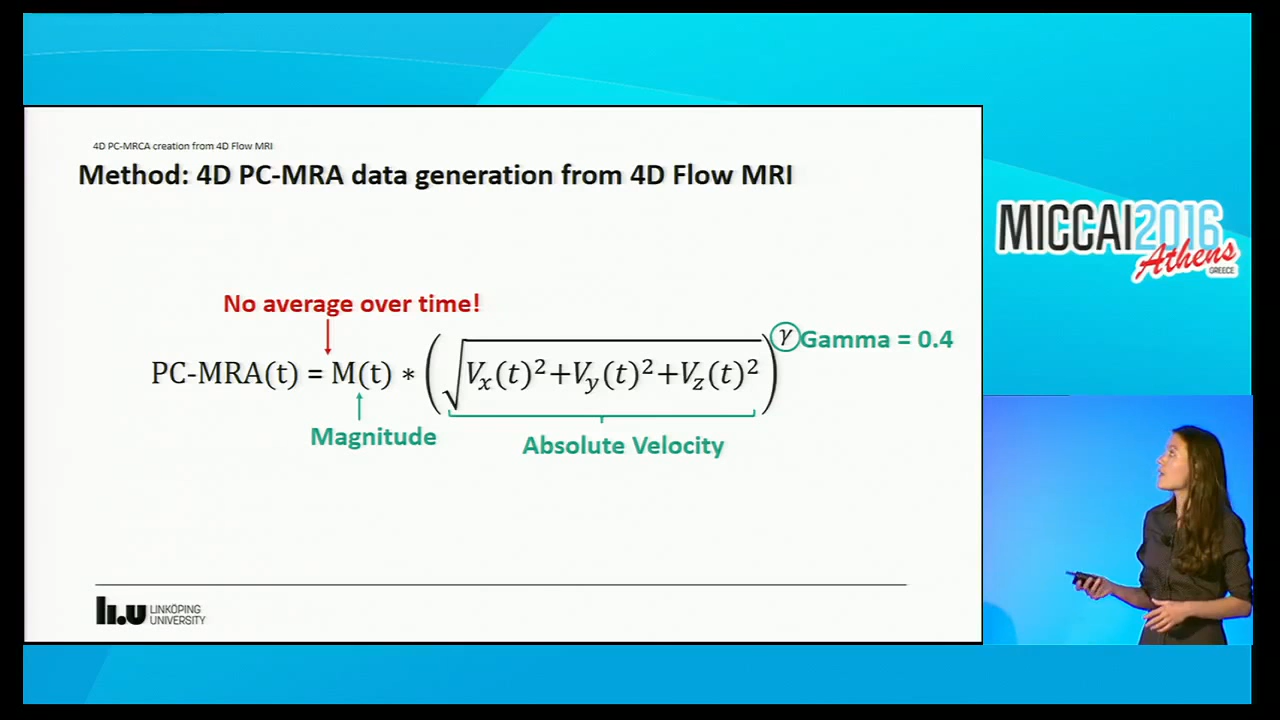 4D PC-MRCA creation from 4D Flow MRI
Method: 4D PC-MRA data generation from 4D Flow MRI
MICCAI2016
Athens
GREECE
No average over time!
PC-MRA(t) = M(t) * (√(Vx(t)²+Vy(t)²+Vz(t)²))^γ Gamma = 0.4
Magnitude
Absolute Velocity
li.u LINKÖPING
UNIVERSITY